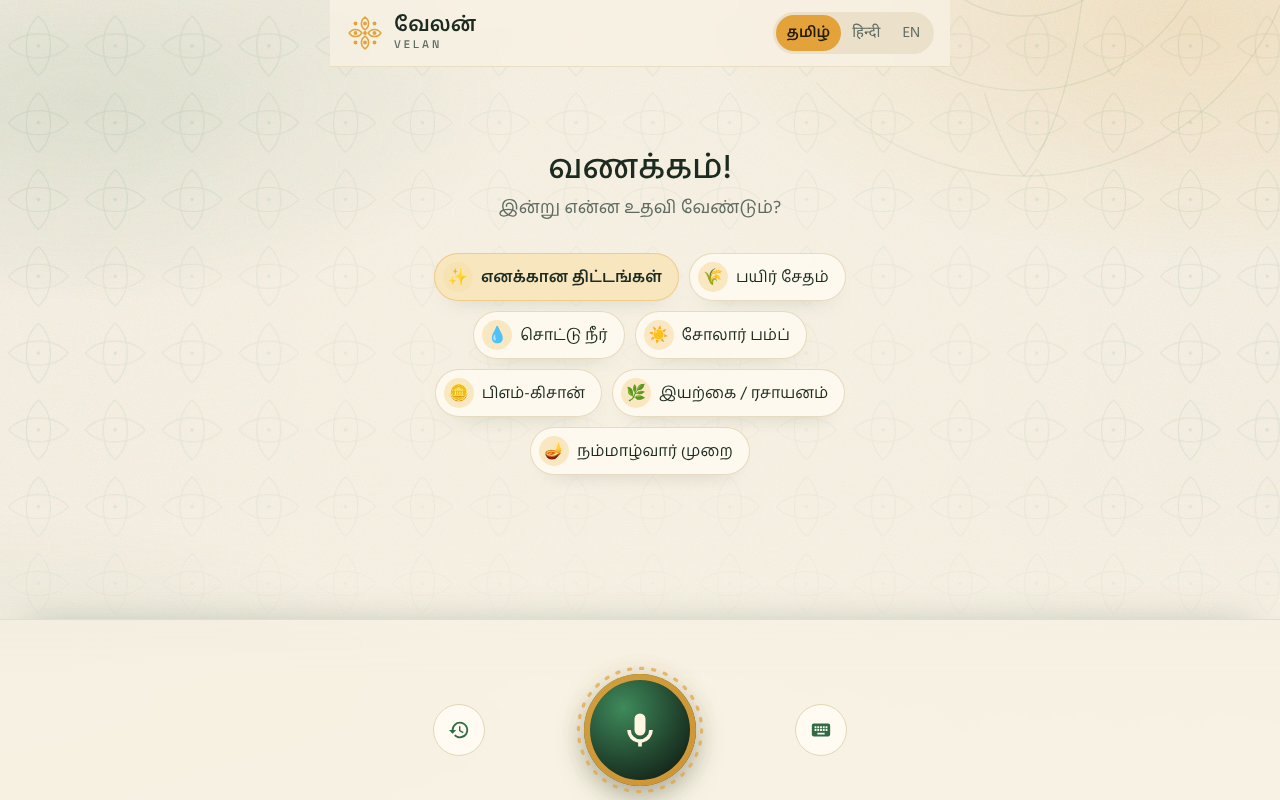 வேலன்
VELAN
தமிழ் हिन्दी EN
வணக்கம்!
இன்று என்ன உதவி வேண்டும்?
எனக்கான திட்டங்கள்
பயிர் சேதம்
சொட்டு நீர்
சோலார் பம்ப்
பிஎம்-கிசான்
இயற்கை / ரசாயனம்
நம்மாழ்வார் முறை